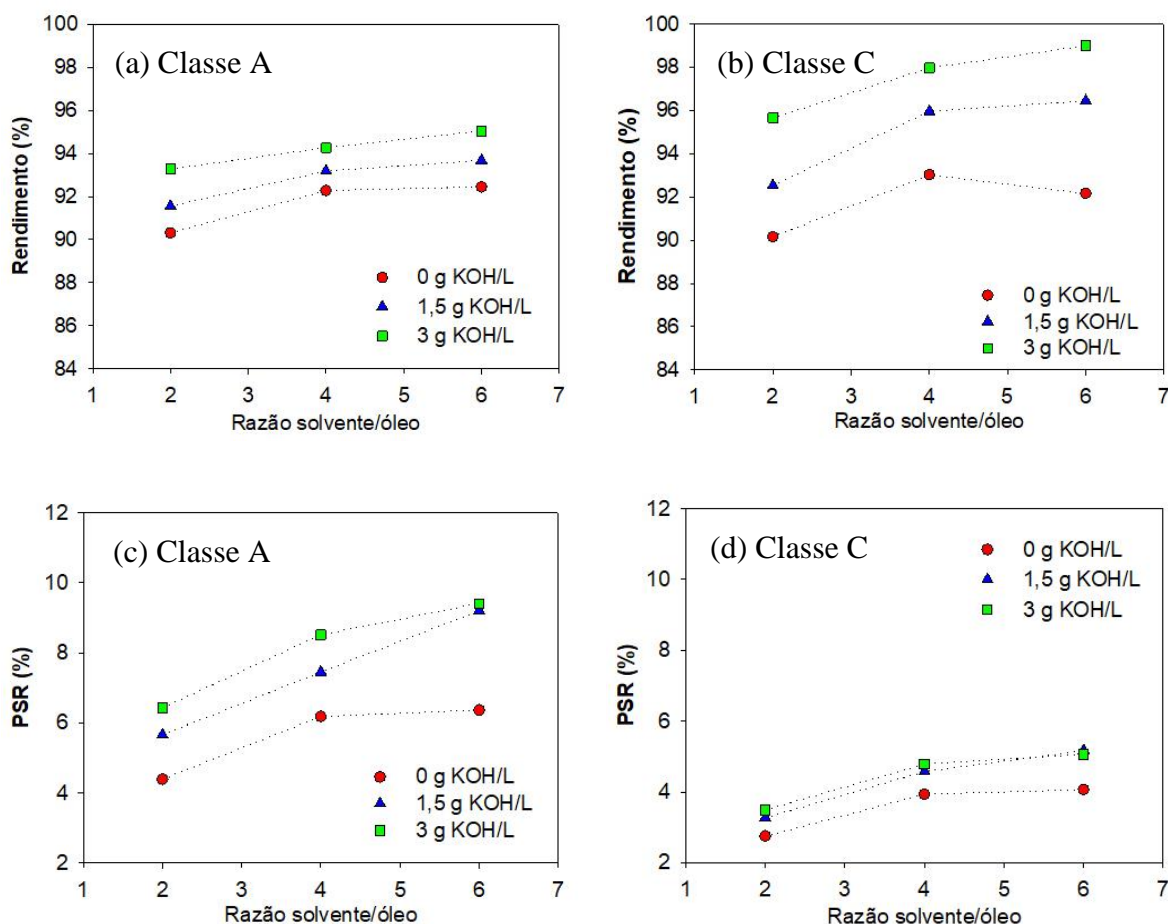 (a) Classe A
Rendimento (%)
100
98
96
94
92
90
88
86
84
0 g KOH/L
1,5 g KOH/L
3 g KOH/L
1 2 3 4 5 6 7
Razão solvente/óleo
(b) Classe C
Rendimento (%)
100
98
96
94
92
90
88
86
84
0 g KOH/L
1,5 g KOH/L
3 g KOH/L
1 2 3 4 5 6 7
Razão solvente/óleo
(c) Classe A
PSR (%)
12
10
8
6
4
2
0 g KOH/L
1,5 g KOH/L
3 g KOH/L
1 2 3 4 5 6 7
Razão solvente/óleo
(d) Classe C
PSR (%)
12
10
8
6
4
2
0 g KOH/L
1,5 g KOH/L
3 g KOH/L
1 2 3 4 5 6 7
Razão solvente/óleo